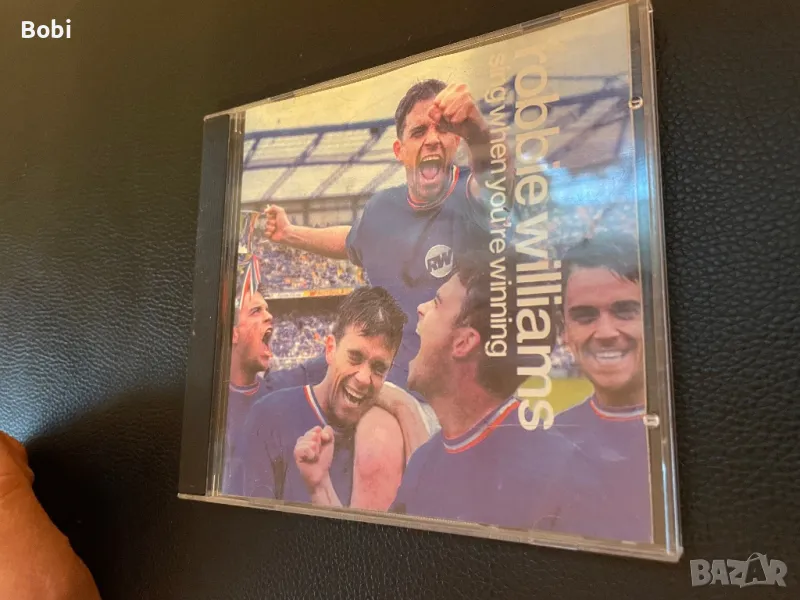 Bobi
robbie williams
sing when you're winning
RW
BAZAR